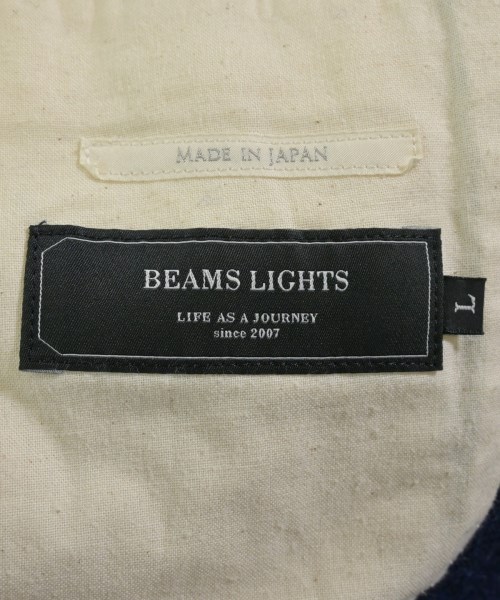 MADE IN JAPAN
BEAMS LIGHTS
LIFE AS A JOURNEY
since 2007
L